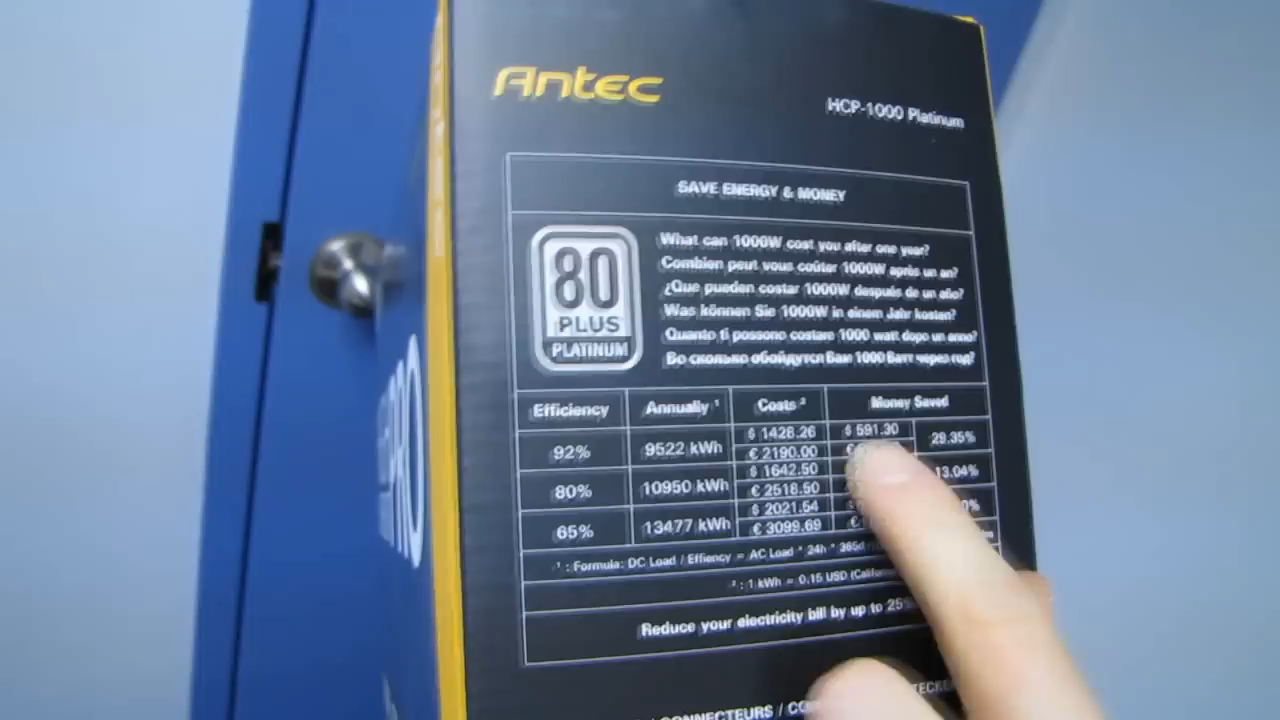 Antec
HCP-1000 Platinum
SAVE ENERGY & MONEY
80
PLUS
PLATINUM
What can 1000W cost you after one year?
Combien peut vous coûter 1000W après un an?
¿Que pueden costar 1000W después de un año?
Was können Sie 1000W in einem Jahr kosten?
Quanto ti possono costare 1000 watt dopo un anno?
Во сколько обойдутся Вам 1000 Ватт через год?
Efficiency Annually ¹ Costs ² Money Saved
92% 9522 kWh $ 1428.26 $ 591.30 29.35%
€ 2190.00 €
80% 10950 kWh $ 1642.50 13.04%
€ 2518.50
65% 13477 kWh $ 2021.54
€ 3099.69
¹ : Formula: DC Load / Effiency = AC Load * 24h * 365d
² : 1 kWh = 0.15 USD
Reduce your electricity bill by up to 25
/CONNECTEURS /
PRO